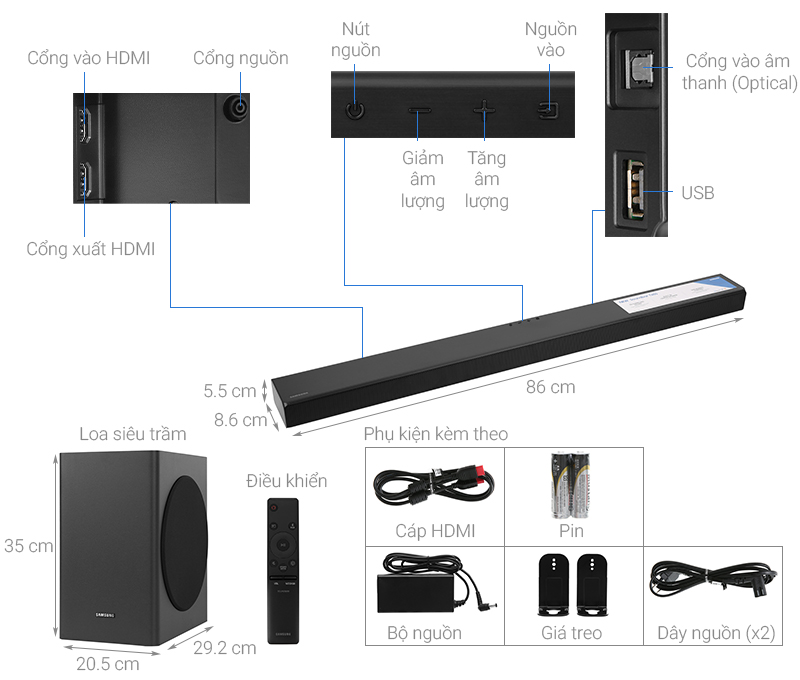 Cổng vào HDMI
Cổng nguồn
Nút
nguồn
Nguồn
vào
Cổng vào âm
thanh (Optical)
Giảm
âm
lượng
Tăng
âm
lượng
USB
Cổng xuất HDMI
5.5 cm
8.6 cm
86 cm
Loa siêu trầm
Điều khiển
Phụ kiện kèm theo
35 cm
SAMSUNG
20.5 cm
29.2 cm
SAMSUNG
Cáp HDMI
Pin
Bộ nguồn
Giá treo
Dây nguồn (x2)